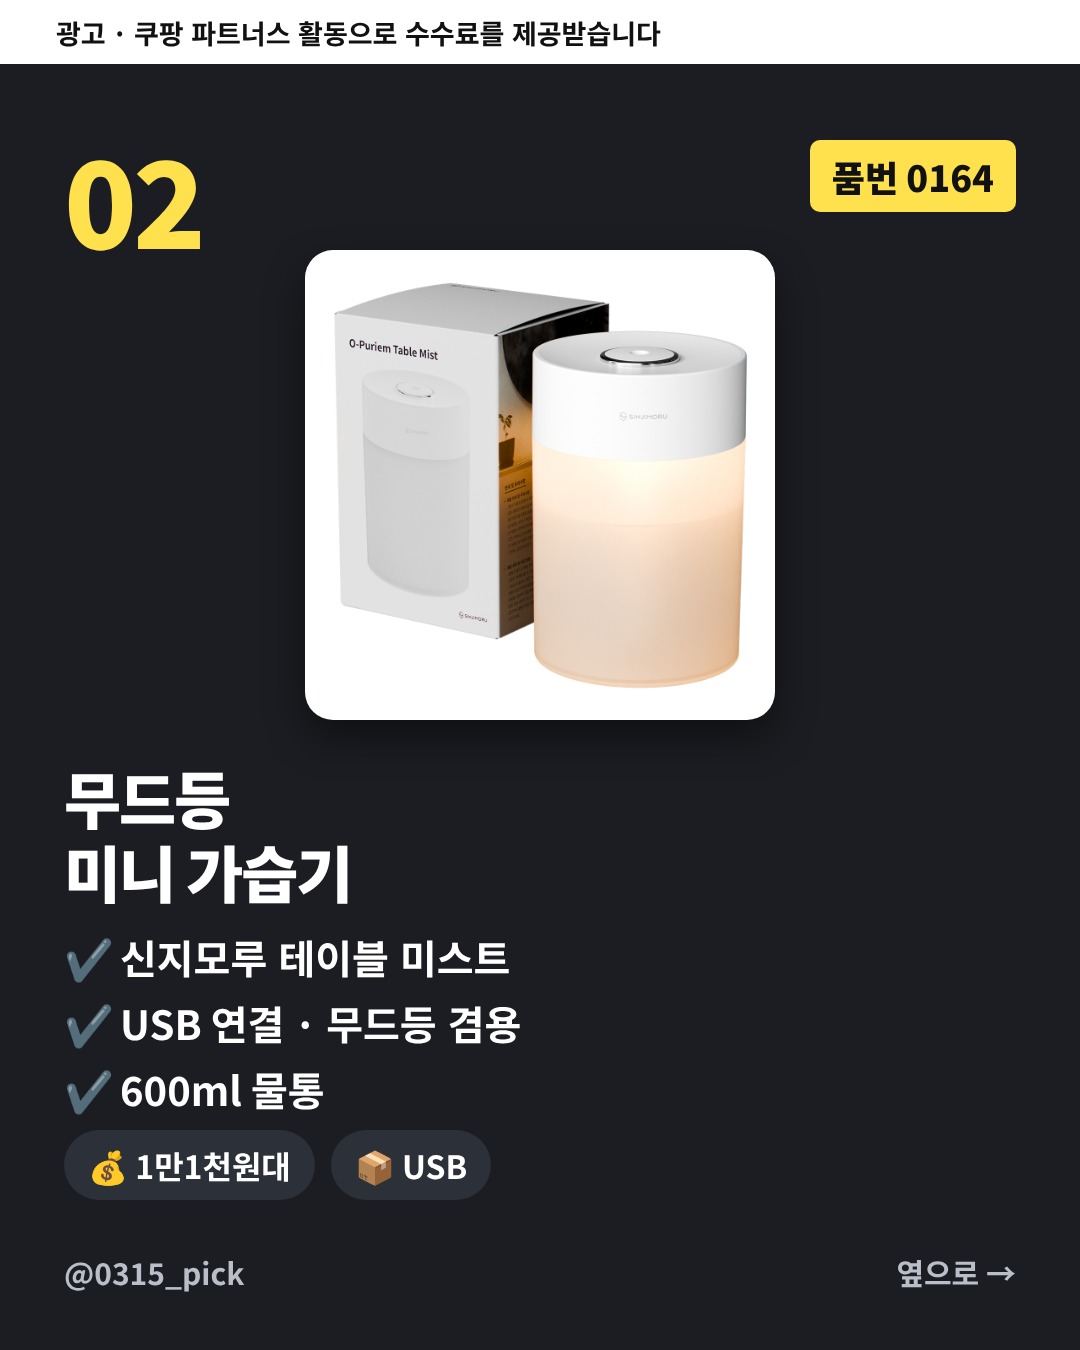 광고 · 쿠팡 파트너스 활동으로 수수료를 제공받습니다
02
품번 0164
O-Puriem Table Mist
SINJIMORU
SINJIMORU
무드등
미니 가습기
✔ 신지모루 테이블 미스트
✔ USB 연결 · 무드등 겸용
✔ 600ml 물통
💰 1만1천원대
📦 USB
@0315_pick
옆으로 →